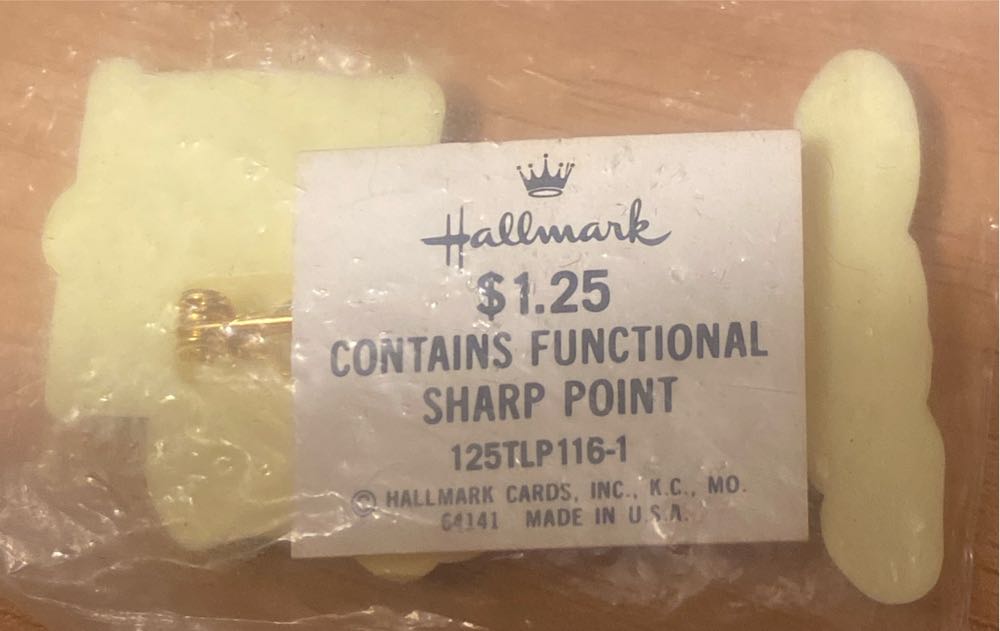 Hallmark
$1.25
CONTAINS FUNCTIONAL
SHARP POINT
125TLP116-1
© HALLMARK CARDS, INC., K.C., MO.
64141 MADE IN U.S.A.